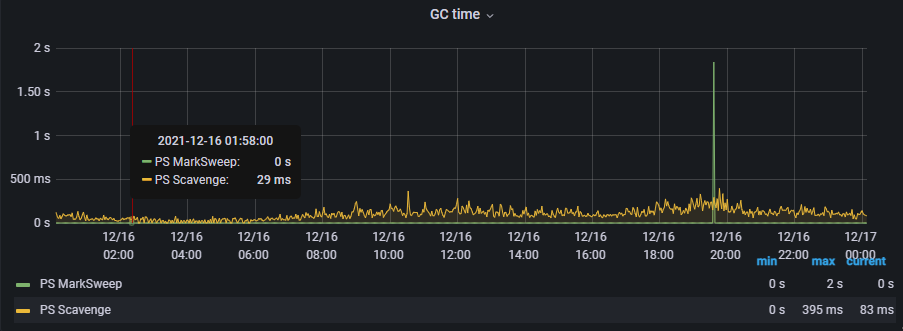 GC time
2 s
1.50 s
1 s
500 ms
0 s
2021-12-16 01:58:00
PS MarkSweep: 0 s
PS Scavenge: 29 ms
12/16 12/16 12/16 12/16 12/16 12/16 12/16 12/16 12/16 12/16 12/16 12/17
02:00 04:00 06:00 08:00 10:00 12:00 14:00 16:00 18:00 20:00 22:00 00:00
min max current
PS MarkSweep 0 s 2 s 0 s
PS Scavenge 0 s 395 ms 83 ms